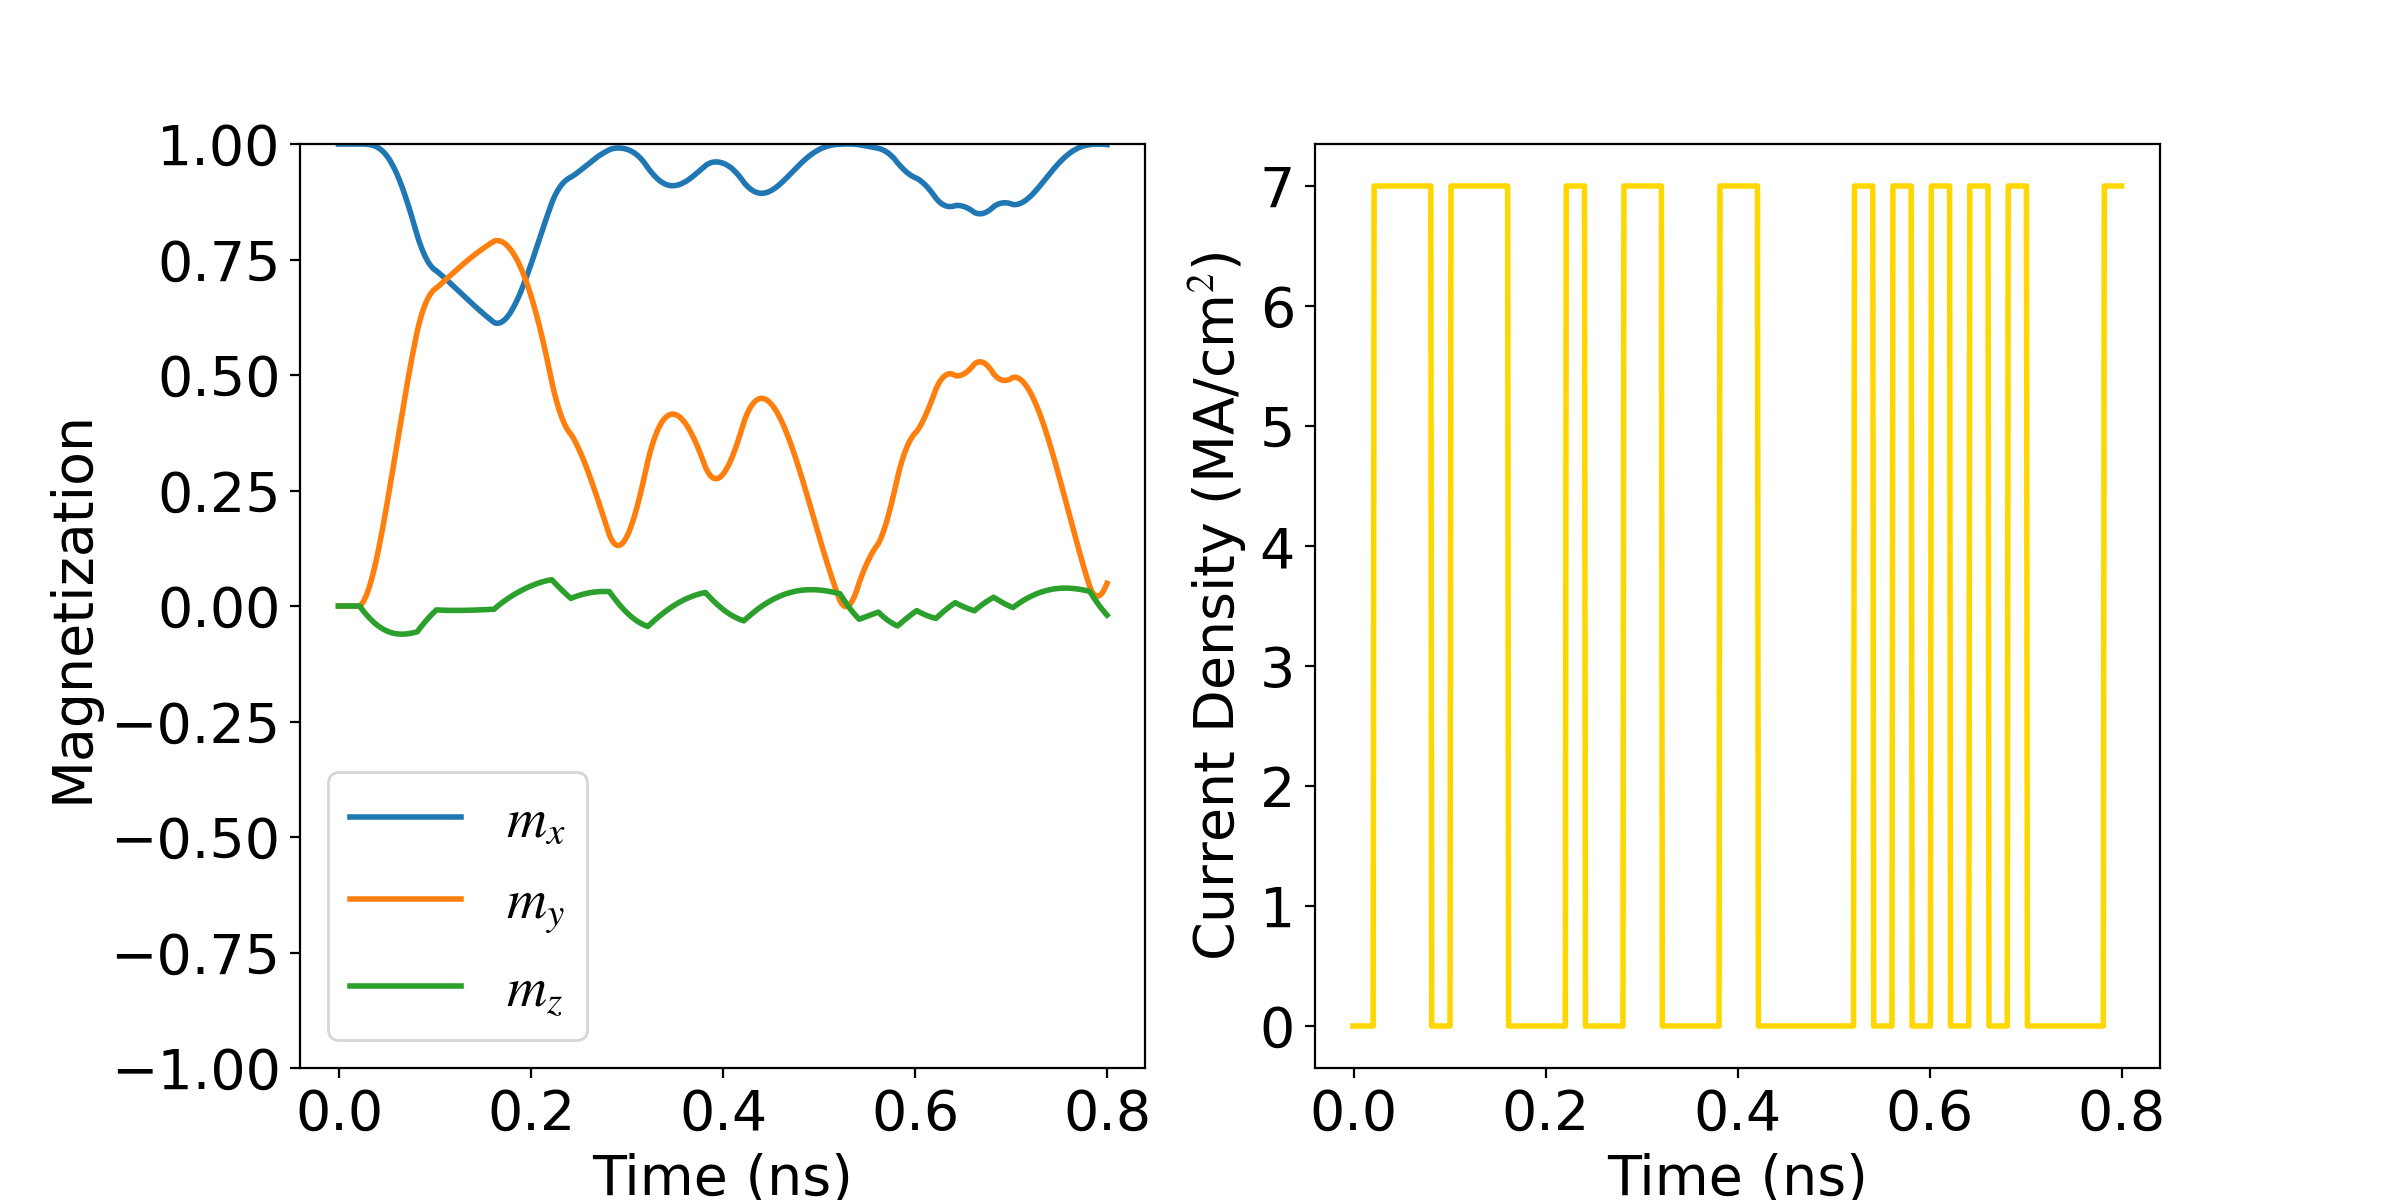 Magnetization
1.00
0.75
0.50
0.25
0.00
−0.25
−0.50
−0.75
−1.00
m_x
m_y
m_z
0.0 0.2 0.4 0.6 0.8
Time (ns)
Current Density (MA/cm²)
7
6
5
4
3
2
1
0
0.0 0.2 0.4 0.6 0.8
Time (ns)